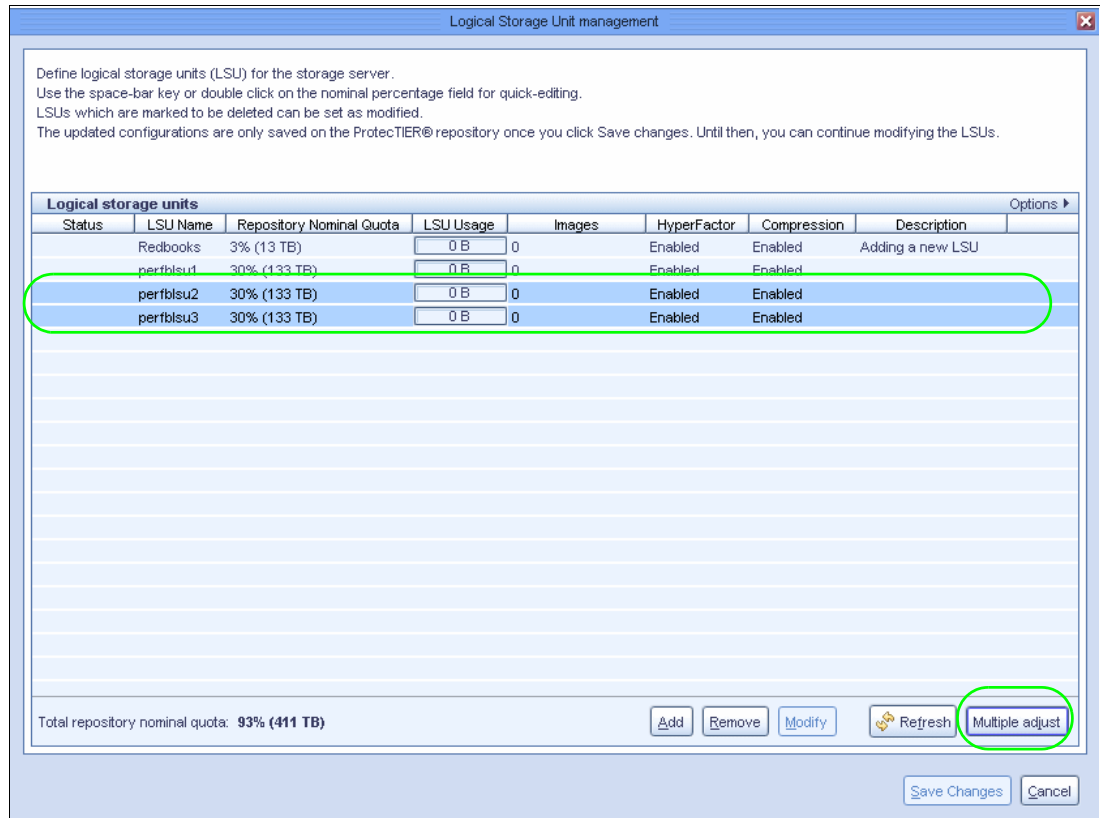 Logical Storage Unit management
Define logical storage units (LSU) for the storage server.
Use the space-bar key or double click on the nominal percentage field for quick-editing.
LSUs which are marked to be deleted can be set as modified.
The updated configurations are only saved on the ProtecTIER® repository once you click Save changes. Until then, you can continue modifying the LSUs.
Logical storage units Options
Status LSU Name Repository Nominal Quota LSU Usage Images HyperFactor Compression Description
Redbooks 3% (13 TB) 0 B 0 Enabled Enabled Adding a new LSU
perfblsu1 30% (133 TB) 0 B 0 Enabled Enabled
perfblsu2 30% (133 TB) 0 B 0 Enabled Enabled
perfblsu3 30% (133 TB) 0 B 0 Enabled Enabled
Total repository nominal quota: 93% (411 TB) Add Remove Modify Refresh Multiple adjust
Save Changes Cancel